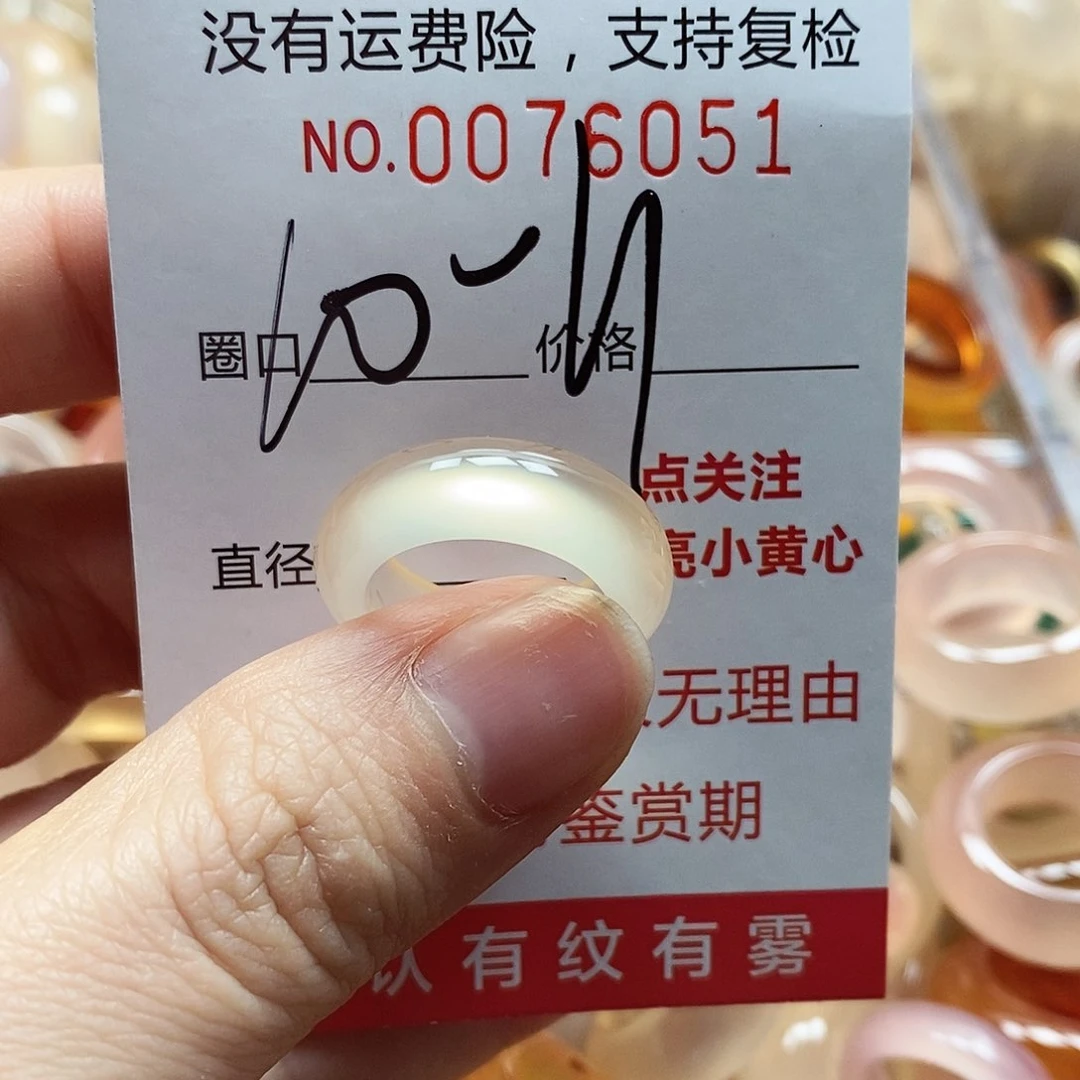 没有运费险，支持复检
NO.0076051
圈口 价格
点关注
直径 亮小黄心
无理由
鉴赏期
认有纹有雾